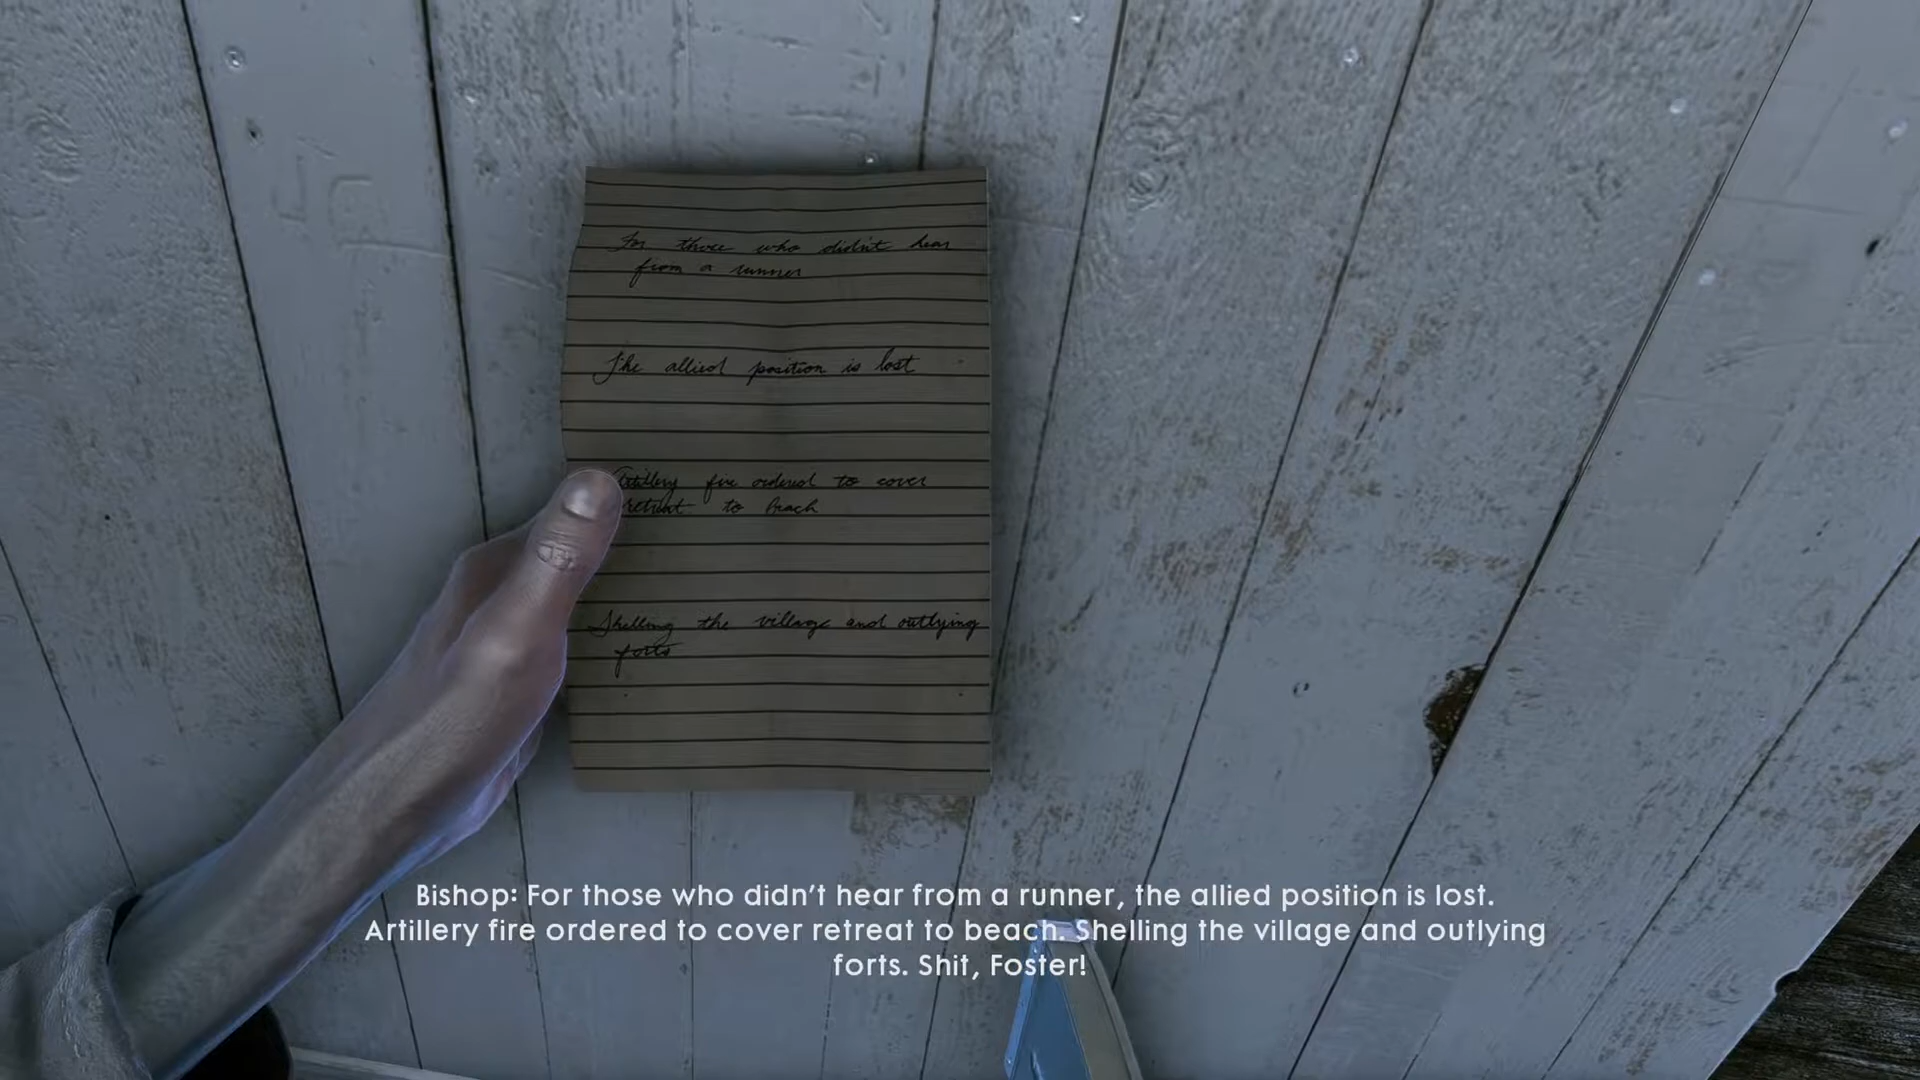 For those who didn't hear
from a runner
The allied position is lost
Artillery fire ordered to cover
retreat to beach
Shelling the village and outlying
forts
Bishop: For those who didn't hear from a runner, the allied position is lost.
Artillery fire ordered to cover retreat to beach. Shelling the village and outlying
forts. Shit, Foster!